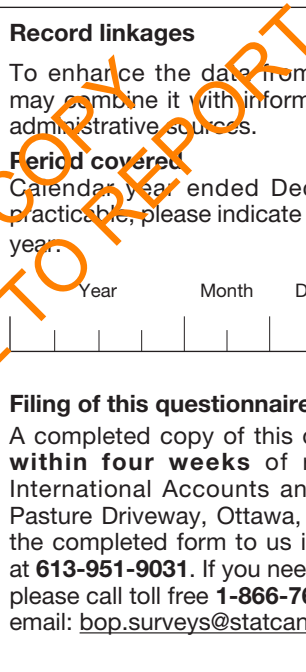 Record linkages
To enhance the data from
may combine it with inform
administrative sources.
Period covered
Calendar year ended Dec
practicable, please indicate
year.
Year Month D
Filing of this questionnaire
A completed copy of this
within four weeks of
International Accounts an
Pasture Driveway, Ottawa,
the completed form to us i
at 613-951-9031. If you nee
please call toll free 1-866-76
email: bop.surveys@statcan
COPY
TO REPORT